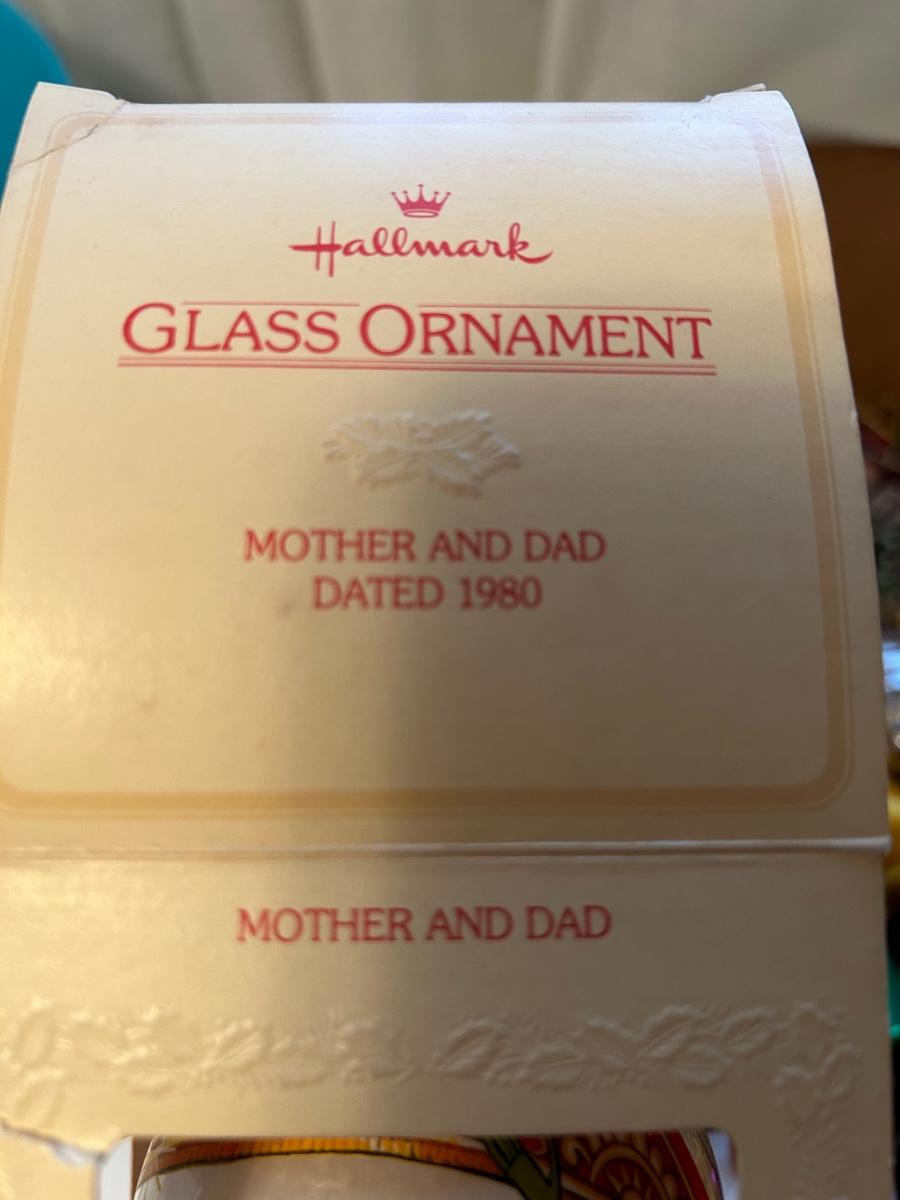 Hallmark
GLASS ORNAMENT
MOTHER AND DAD
DATED 1980
MOTHER AND DAD